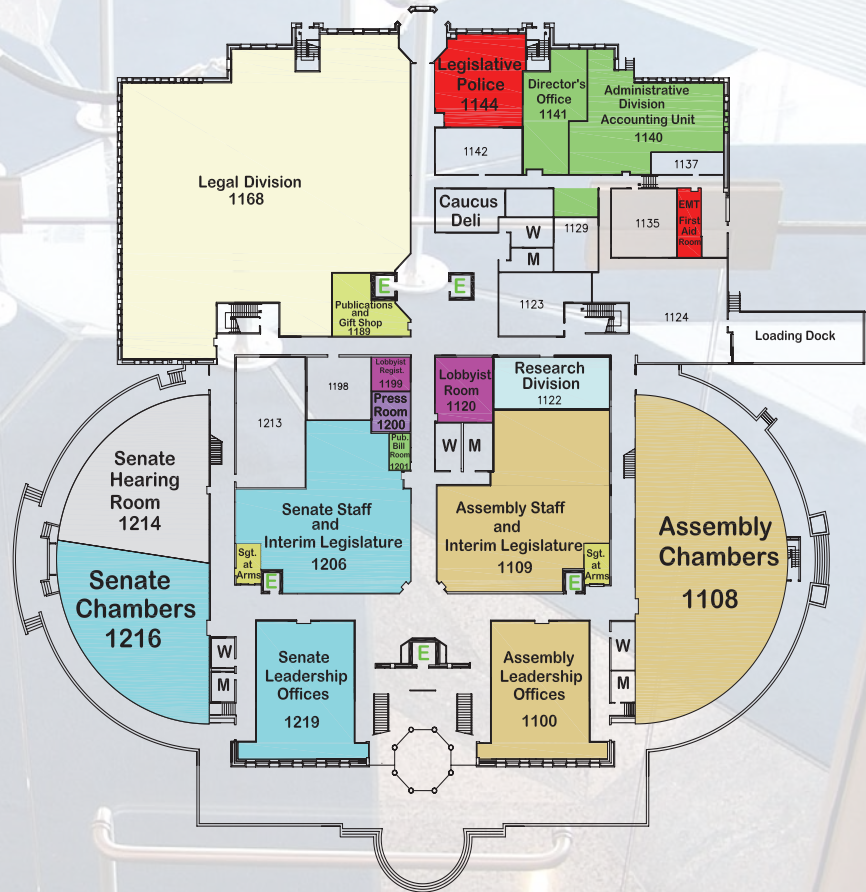 Legislative
Police
1144
Director's
Office
1141
Administrative
Division
Accounting Unit
1140
1142
1137
Legal Division
1168
Caucus
Deli
W
1129
M
1135
EMT
First
Aid
Room
E
E
Publications
and
Gift Shop
1189
1123
1124
Loading Dock
1213
1198
Lobbyist
Regist.
1199
Press
Room
1200
Pub.
Bill
Room
1201
Lobbyist
Room
1120
Research
Division
1122
W
M
Senate
Hearing
Room
1214
Senate Staff
and
Interim Legislature
1206
Sgt.
at
Arms
E
Assembly Staff
and
Interim Legislature
1109
Sgt.
at
Arms
E
Assembly
Chambers
1108
Senate
Chambers
1216
W
M
Senate
Leadership
Offices
1219
E
Assembly
Leadership
Offices
1100
W
M